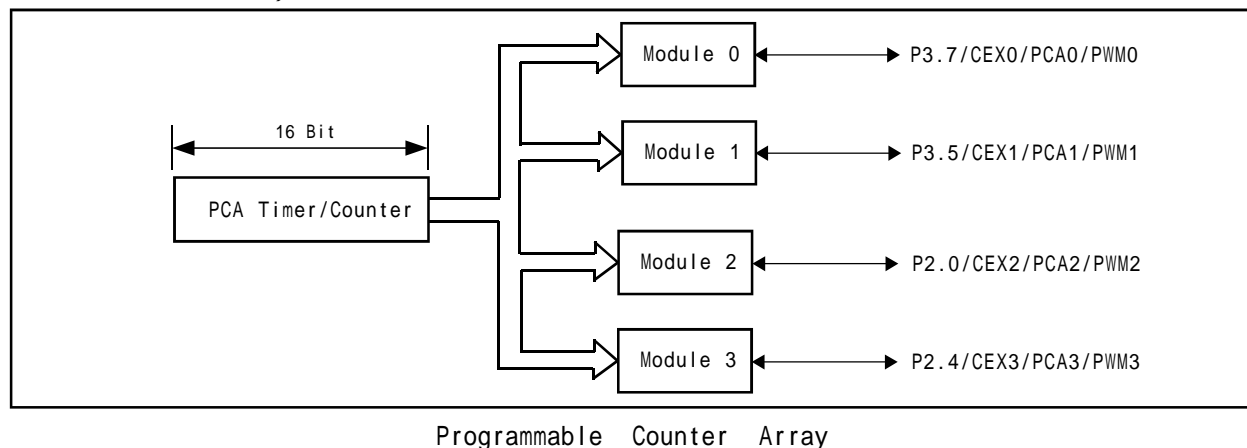 Module 0
P3.7/CEX0/PCA0/PWM0
16 Bit
Module 1
P3.5/CEX1/PCA1/PWM1
PCA Timer/Counter
Module 2
P2.0/CEX2/PCA2/PWM2
Module 3
P2.4/CEX3/PCA3/PWM3
Programmable Counter Array